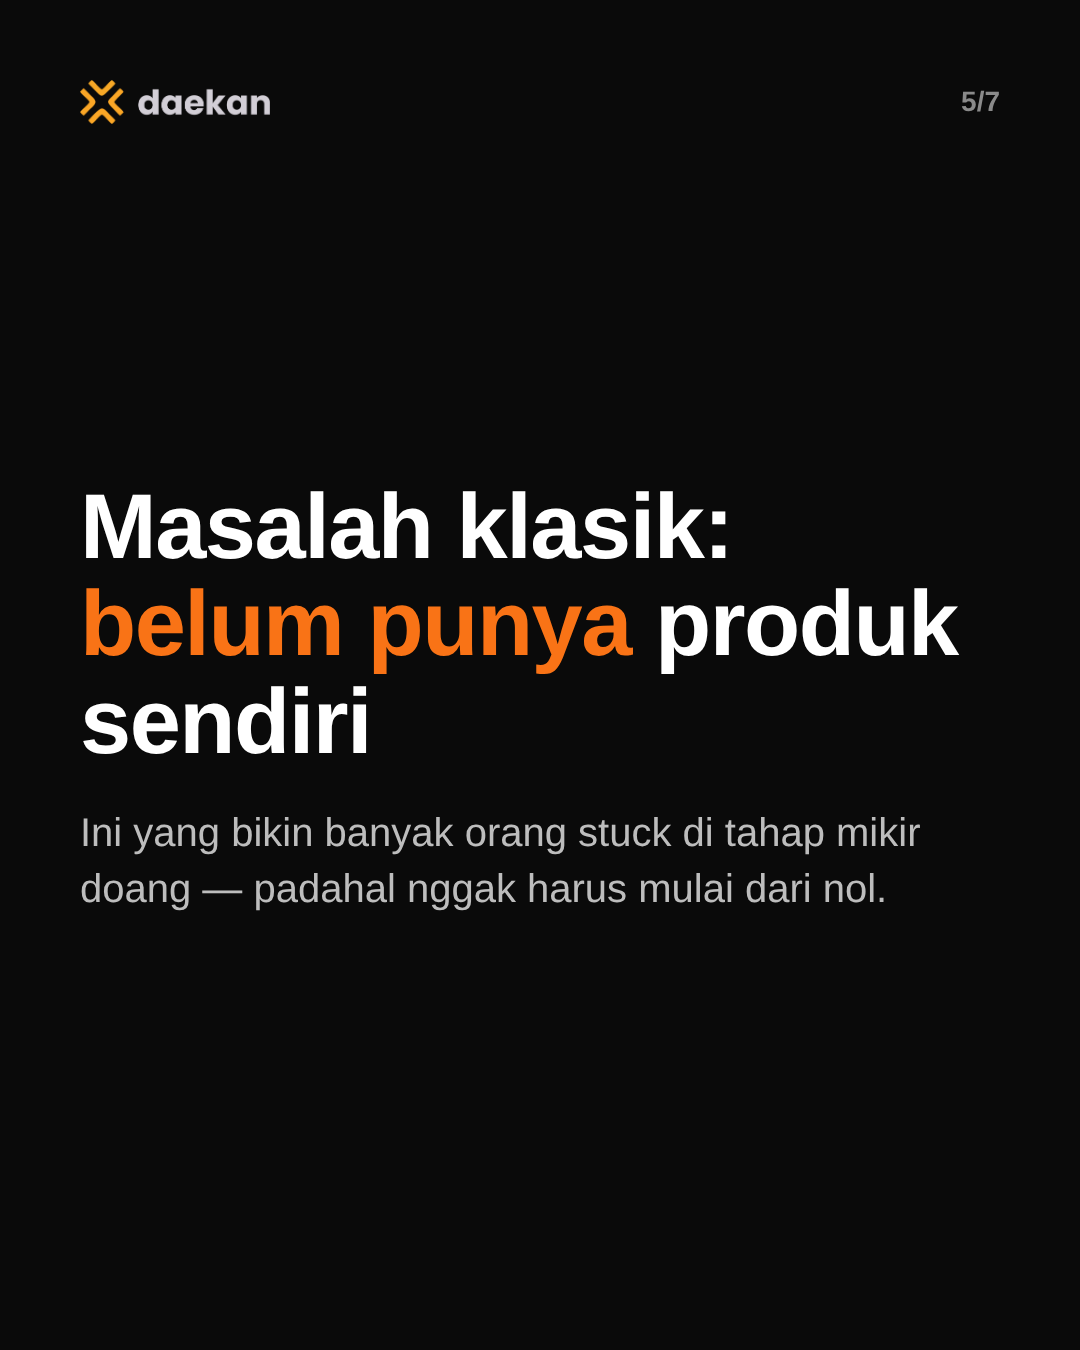 daekan
5/7
Masalah klasik:
belum punya produk
sendiri
Ini yang bikin banyak orang stuck di tahap mikir
doang — padahal nggak harus mulai dari nol.